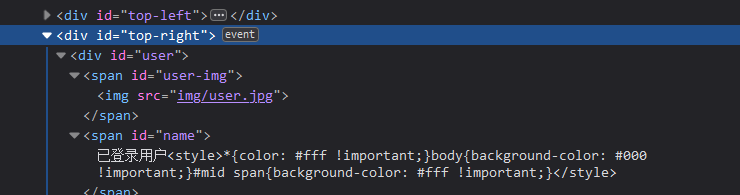 <div id="top-left">⋯</div>
<div id="top-right"> event
<div id="user">
<span id="user-img">
<img src="img/user.jpg">
</span>
<span id="name">
已登录用户<style>*{color: #fff !important;}body{background-color: #000
!important;}#mid span{background-color: #fff !important;}</style>
</span>